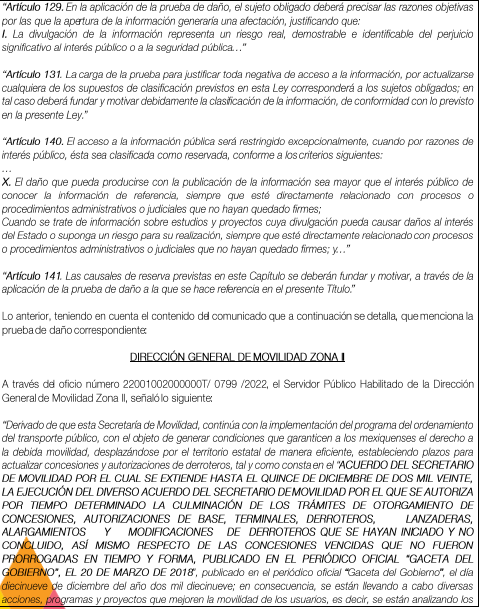 "Artículo 129. En la aplicación de la prueba de daño, el sujeto obligado deberá precisar las razones objetivas
por las que la apertura de la información generaría una afectación, justificando que:
I. La divulgación de la información representa un riesgo real, demostrable e identificable del perjuicio
significativo al interés público o a la seguridad pública…"
"Artículo 131. La carga de la prueba para justificar toda negativa de acceso a la información, por actualizarse
cualquiera de los supuestos de clasificación previstos en esta Ley corresponderá a los sujetos obligados; en
tal caso deberá fundar y motivar debidamente la clasificación de la información, de conformidad con lo previsto
en la presente Ley."
"Artículo 140. El acceso a la información pública será restringido excepcionalmente, cuando por razones de
interés público, ésta sea clasificada como reservada, conforme a los criterios siguientes:
…
X. El daño que pueda producirse con la publicación de la información sea mayor que el interés público de
conocer la información de referencia, siempre que esté directamente relacionado con procesos o
procedimientos administrativos o judiciales que no hayan quedado firmes;
Cuando se trate de información sobre estudios y proyectos cuya divulgación pueda causar daños al interés
del Estado o suponga un riesgo para su realización, siempre que esté directamente relacionado con procesos
o procedimientos administrativos o judiciales que no hayan quedado firmes; y…"
"Artículo 141. Las causales de reserva previstas en este Capítulo se deberán fundar y motivar, a través de la
aplicación de la prueba de daño a la que se hace referencia en el presente Título."
Lo anterior, teniendo en cuenta el contenido del comunicado que a continuación se detalla, que menciona la
prueba de daño correspondiente:
DIRECCIÓN GENERAL DE MOVILIDAD ZONA II
A través del oficio número 22001002000000T/ 0799 /2022, el Servidor Público Habilitado de la Dirección
General de Movilidad Zona II, señaló lo siguiente:
"Derivado de que esta Secretaría de Movilidad, continúa con la implementación del programa del ordenamiento
del transporte público, con el objeto de generar condiciones que garanticen a los mexiquenses el derecho a
la debida movilidad, desplazándose por el territorio estatal de manera eficiente, estableciendo plazos para
actualizar concesiones y autorizaciones de derroteros, tal y como consta en el "ACUERDO DEL SECRETARIO
DE MOVILIDAD POR EL CUAL SE EXTIENDE HASTA EL QUINCE DE DICIEMBRE DE DOS MIL VEINTE,
LA EJECUCIÓN DEL DIVERSO ACUERDO DEL SECRETARIO DE MOVILIDAD POR EL QUE SE AUTORIZA
POR TIEMPO DETERMINADO LA CULMINACIÓN DE LOS TRÁMITES DE OTORGAMIENTO DE
CONCESIONES, AUTORIZACIONES DE BASE, TERMINALES, DERROTEROS, LANZADERAS,
ALARGAMIENTOS Y MODIFICACIONES DE DERROTEROS QUE SE HAYAN INICIADO Y NO
CONCLUIDO, ASÍ MISMO RESPECTO DE LAS CONCESIONES VENCIDAS QUE NO FUERON
PRORROGADAS EN TIEMPO Y FORMA, PUBLICADO EN EL PERIÓDICO OFICIAL "GACETA DEL
GOBIERNO", EL 20 DE MARZO DE 2018", publicado en el periódico oficial "Gaceta del Gobierno", el día
diecinueve de diciembre del año dos mil diecinueve; en consecuencia, se están llevando a cabo diversas
acciones, programas y proyectos que mejoren la movilidad de los usuarios, es decir, se están analizando los